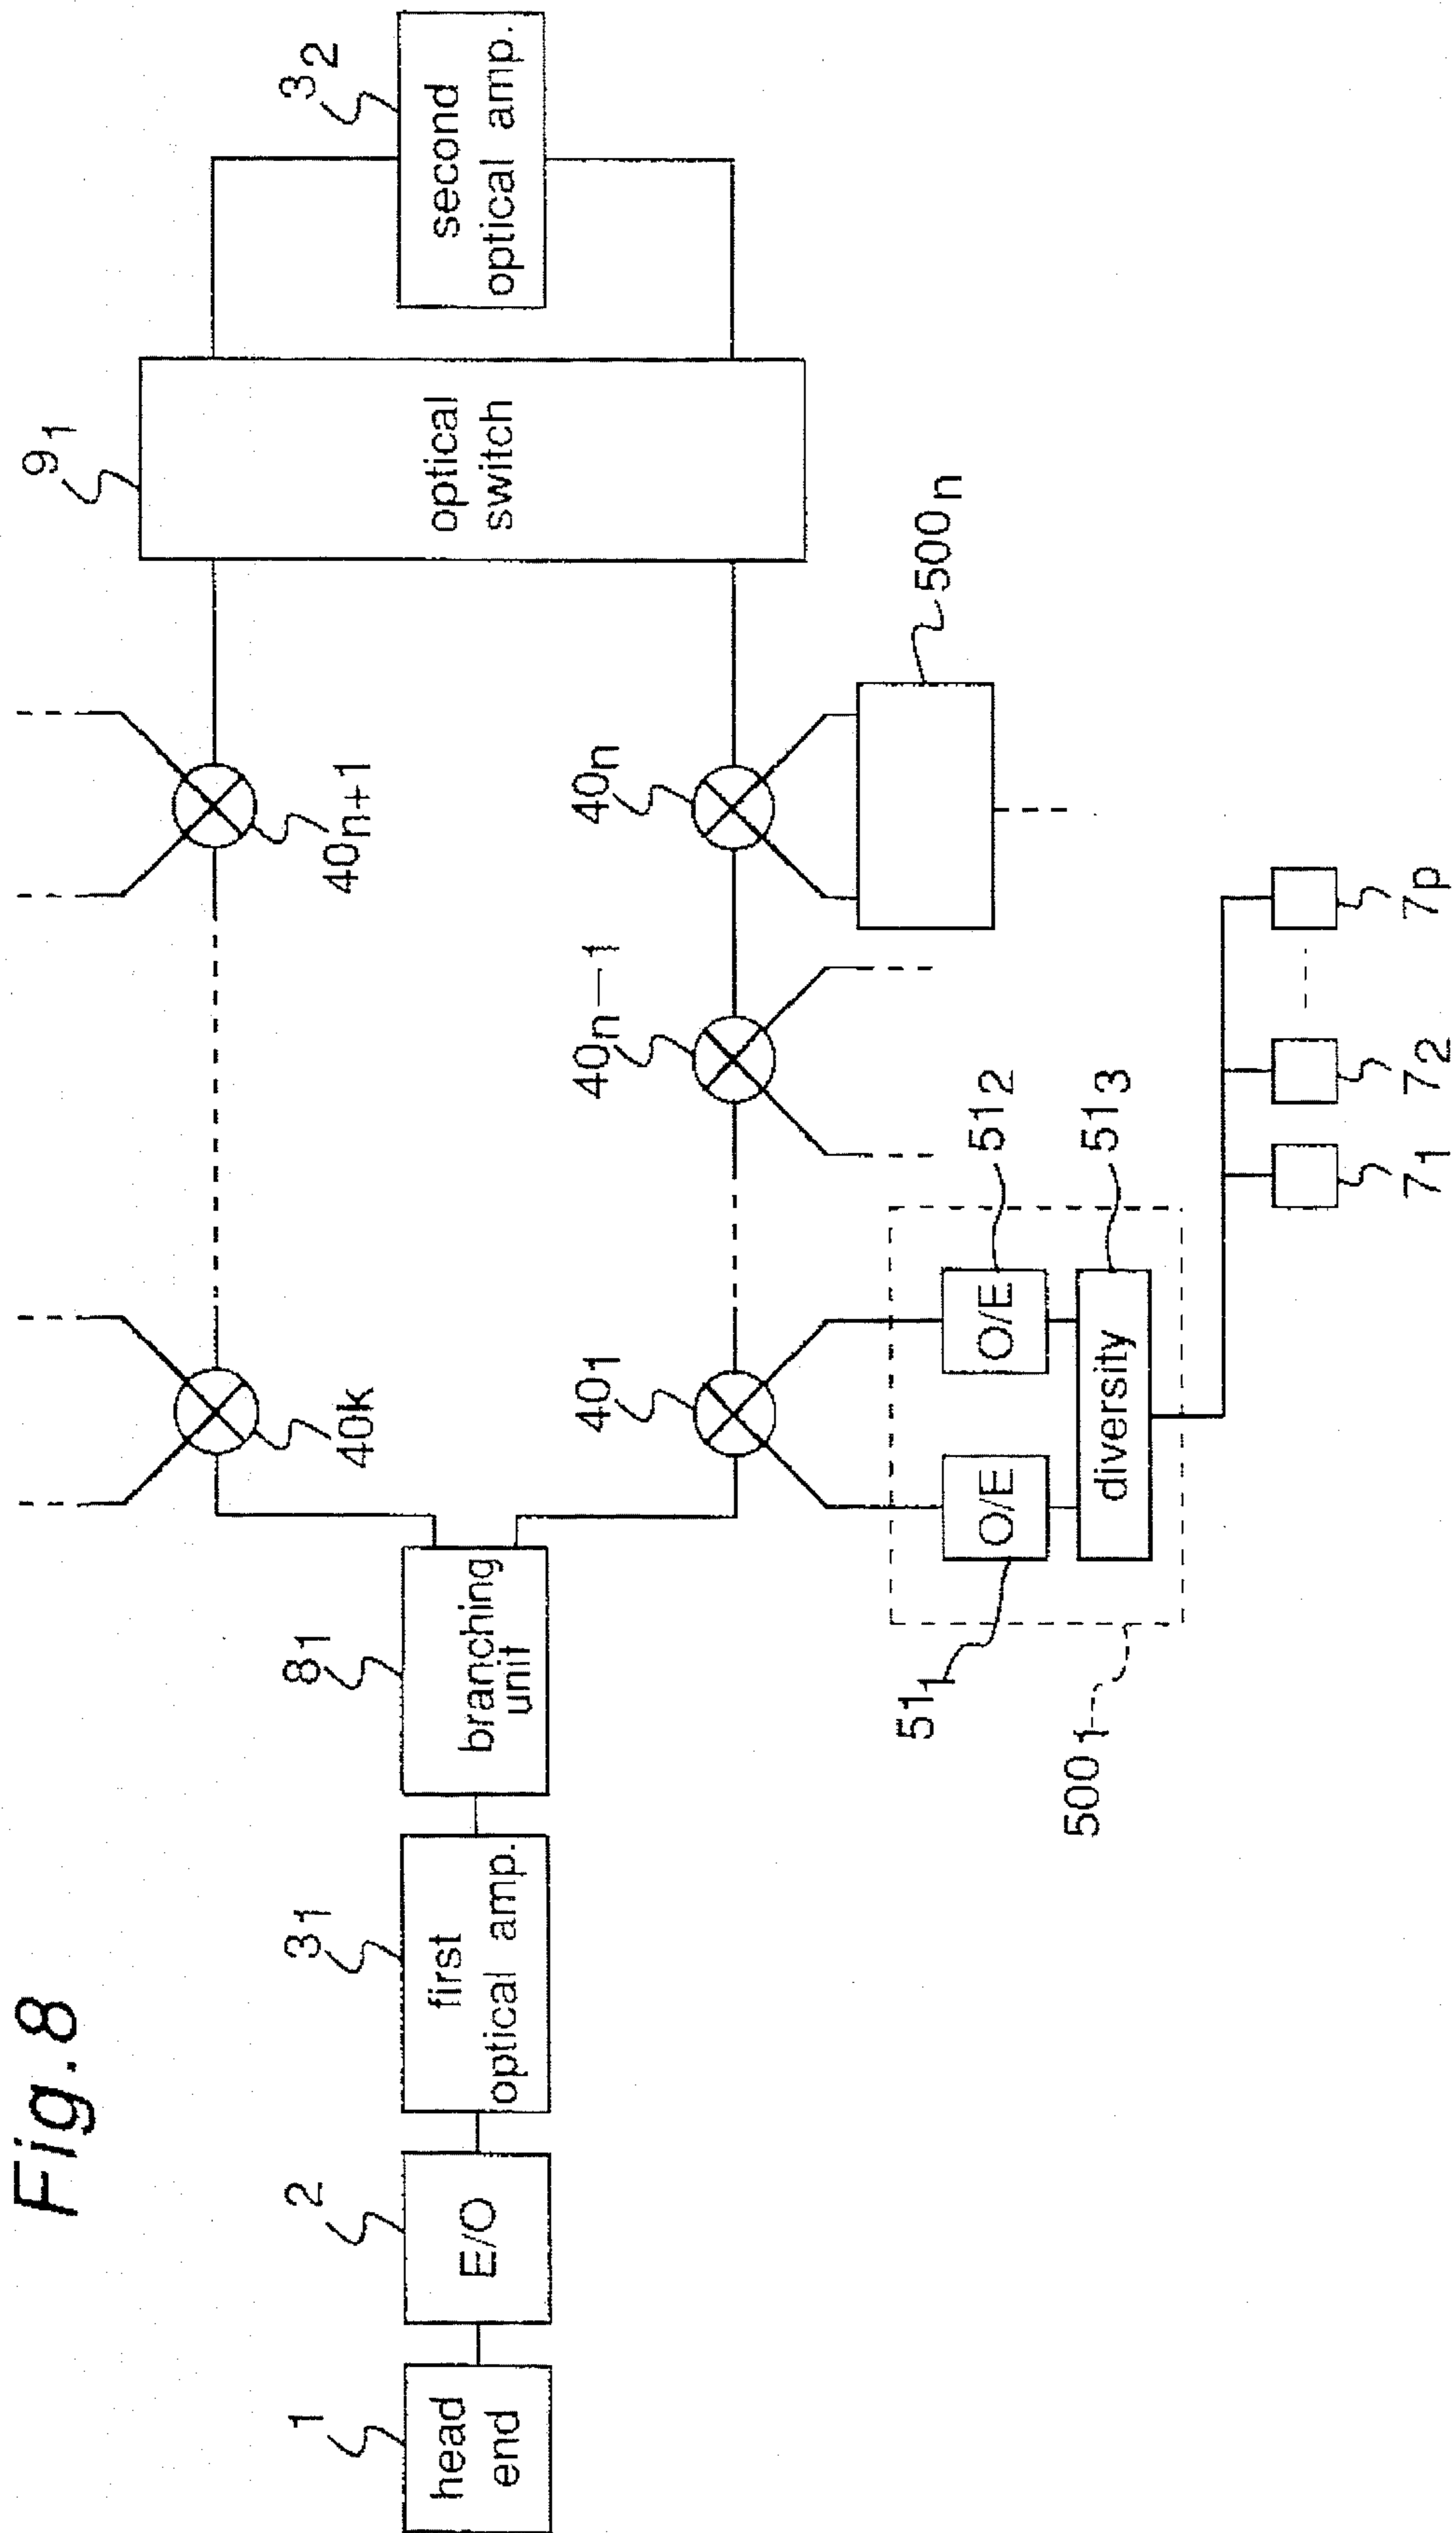 Fig.8
1
head
end
2
E/O
3₁
first
optical amp.
8₁
branching
unit
40k
40ₙ₊₁
9₁
optical
switch
3₂
second
optical amp.
40₁
40ₙ—1
40ₙ
500ₙ
51₁
O/E
51₂
O/E
51₃
diversity
500₁
7₁
7₂
7p